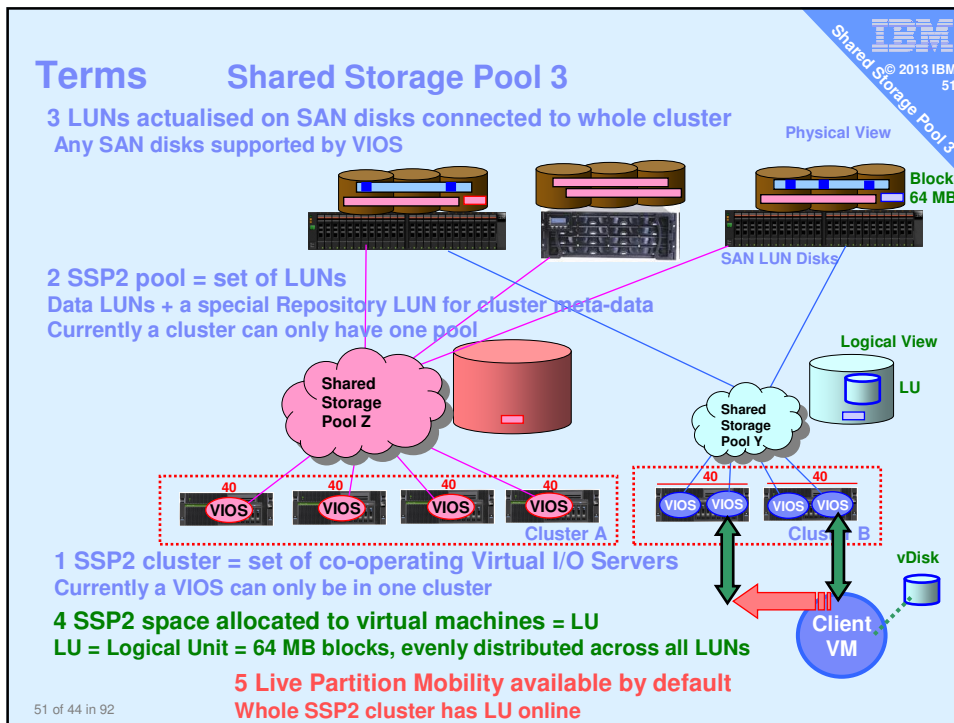 IBM
© 2013 IBM
51
Shared Storage Pool 3
Terms Shared Storage Pool 3
3 LUNs actualised on SAN disks connected to whole cluster
Any SAN disks supported by VIOS
Physical View
Block
64 MB
SAN LUN Disks
2 SSP2 pool = set of LUNs
Data LUNs + a special Repository LUN for cluster meta-data
Currently a cluster can only have one pool
Logical View
LU
Shared
Storage
Pool Z
Shared
Storage
Pool Y
40 40 40 40
VIOS VIOS VIOS VIOS
Cluster A
40 40
VIOS VIOS VIOS VIOS
Cluster B
1 SSP2 cluster = set of co-operating Virtual I/O Servers
Currently a VIOS can only be in one cluster
vDisk
4 SSP2 space allocated to virtual machines = LU
LU = Logical Unit = 64 MB blocks, evenly distributed across all LUNs
Client
VM
5 Live Partition Mobility available by default
Whole SSP2 cluster has LU online
51 of 44 in 92